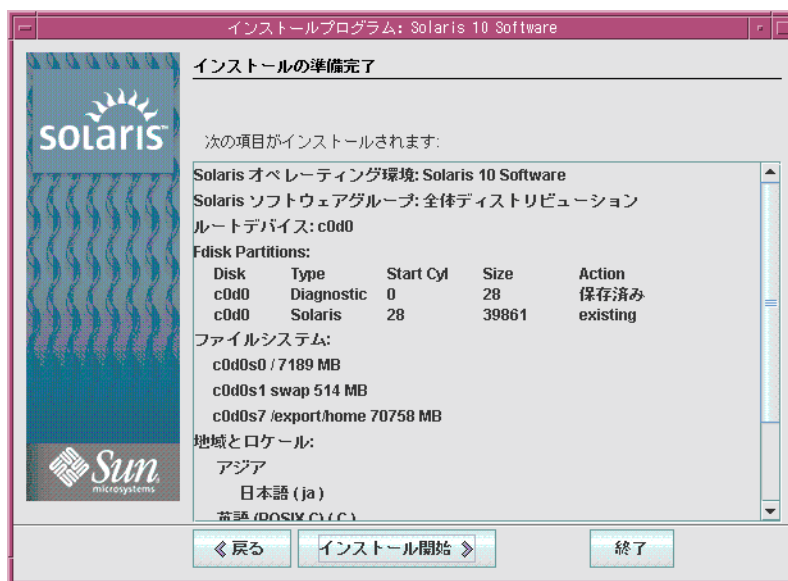 インストールプログラム: Solaris 10 Software
インストールの準備完了
solaris™
次の項目がインストールされます:
Solaris オペレーティング環境: Solaris 10 Software
Solaris ソフトウェアグループ: 全体ディストリビューション
ルートデバイス: c0d0
Fdisk Partitions:
Disk Type Start Cyl Size Action
c0d0 Diagnostic 0 28 保存済み
c0d0 Solaris 28 39861 existing
ファイルシステム:
c0d0s0 / 7189 MB
c0d0s1 swap 514 MB
c0d0s7 /export/home 70758 MB
地域とロケール:
アジア
日本語 ( ja )
英語 (POSIX C) ( C )
Sun
microsystems
戻る インストール開始 終了